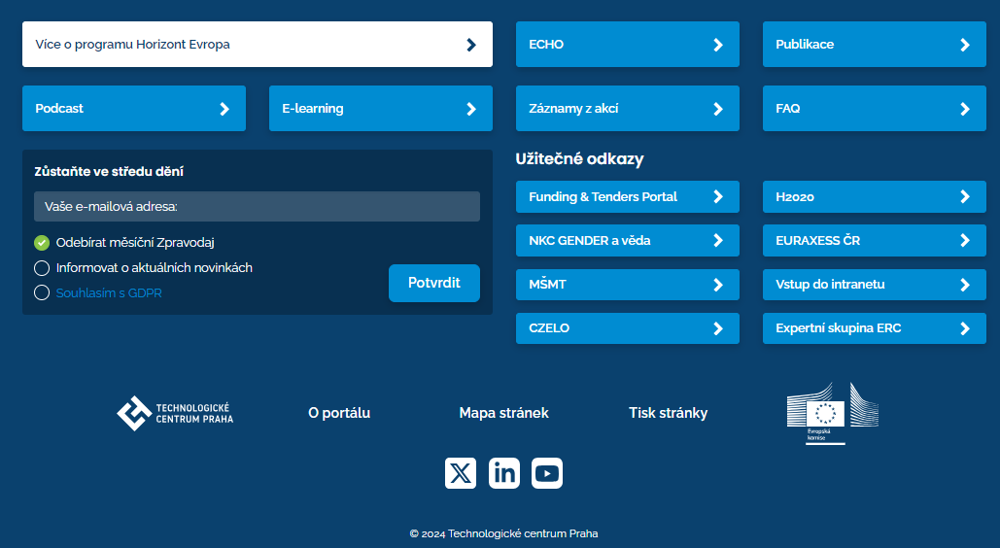 Více o programu Horizont Evropa
ECHO
Publikace
Podcast
E-learning
Záznamy z akcí
FAQ
Zůstaňte ve středu dění
Vaše e-mailová adresa:
Odebírat měsíční Zpravodaj
Informovat o aktuálních novinkách
Souhlasím s GDPR
Potvrdit
Užitečné odkazy
Funding & Tenders Portal
H2020
NKC GENDER a věda
EURAXESS ČR
MŠMT
Vstup do intranetu
CZELO
Expertní skupina ERC
TECHNOLOGICKÉ
CENTRUM PRAHA
O portálu
Mapa stránek
Tisk stránky
Evropská
komise
X
in
© 2024 Technologické centrum Praha